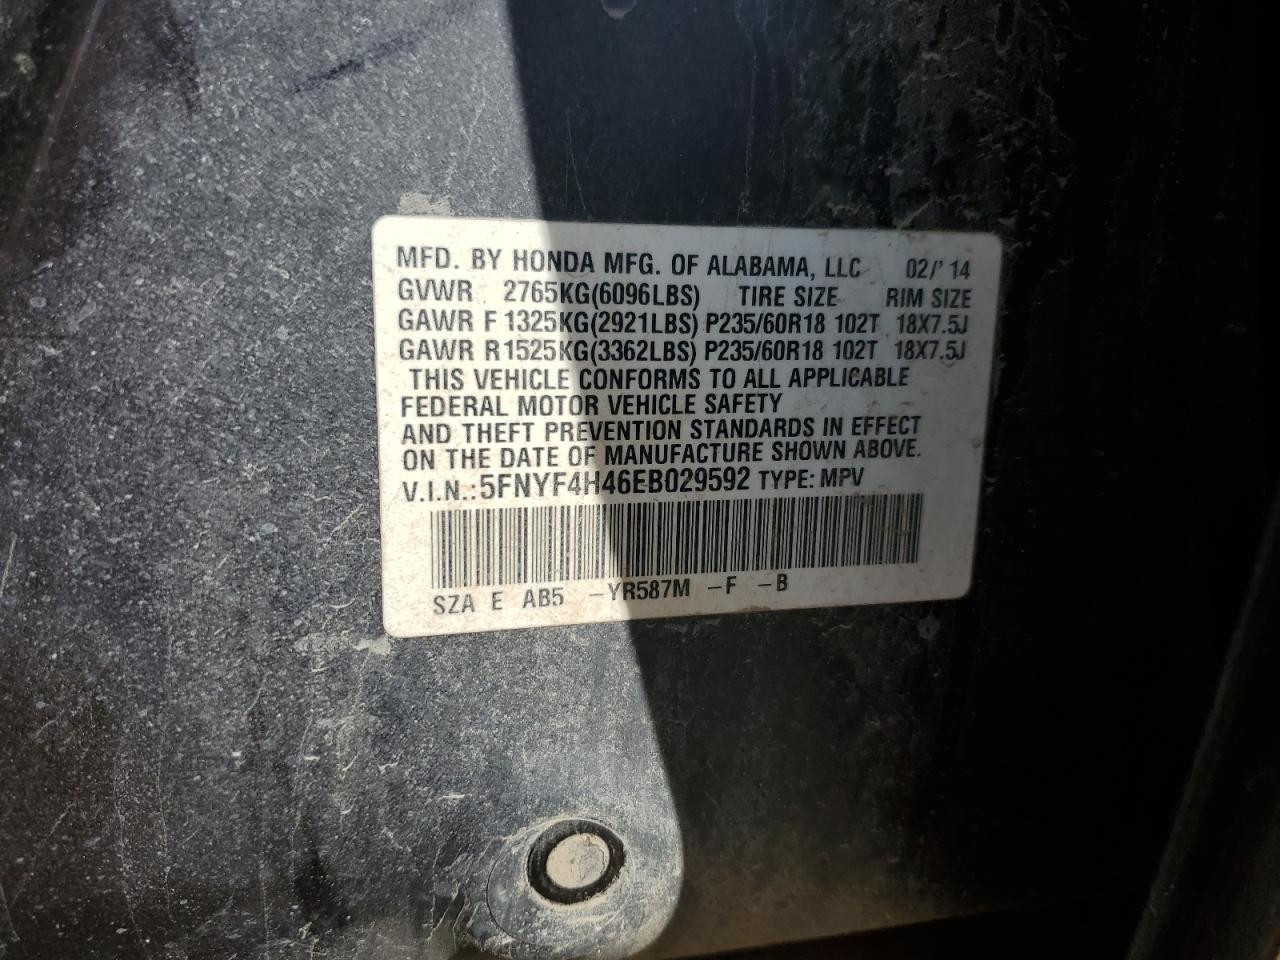 MFD. BY HONDA MFG. OF ALABAMA, LLC 02/'14
GVWR 2765KG(6096LBS) TIRE SIZE RIM SIZE
GAWR F 1325KG(2921LBS) P235/60R18 102T 18X7.5J
GAWR R 1525KG(3362LBS) P235/60R18 102T 18X7.5J
THIS VEHICLE CONFORMS TO ALL APPLICABLE
FEDERAL MOTOR VEHICLE SAFETY
AND THEFT PREVENTION STANDARDS IN EFFECT
ON THE DATE OF MANUFACTURE SHOWN ABOVE.
V.I.N.:5FNYF4H46EB029592 TYPE: MPV
SZA E AB5 -YR587M -F -B